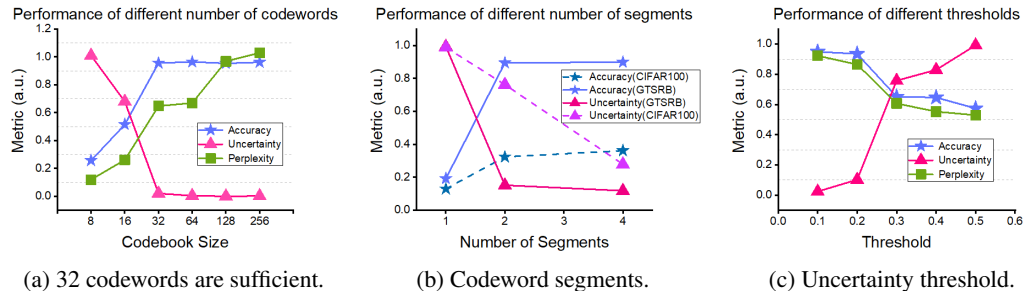 Performance of different number of codewords
Metric (a.u.)
1.2
1.0
0.8
0.6
0.4
0.2
0.0
Accuracy
Uncertainty
Perplexity
8 16 32 64 128 256
Codebook Size
(a) 32 codewords are sufficient.
Performance of different number of segments
Metric (a.u.)
1.0
0.8
0.6
0.4
0.2
0.0
Accuracy(CIFAR100)
Accuracy(GTSRB)
Uncertainty(GTSRB)
Uncertainty(CIFAR100)
1 2 3 4
Number of Segments
(b) Codeword segments.
Performance of different thresholds
Metric (a.u.)
1.0
0.8
0.6
0.4
0.2
0.0
Accuracy
Uncertainty
Perplexity
0.0 0.1 0.2 0.3 0.4 0.5 0.6
Threshold
(c) Uncertainty threshold.